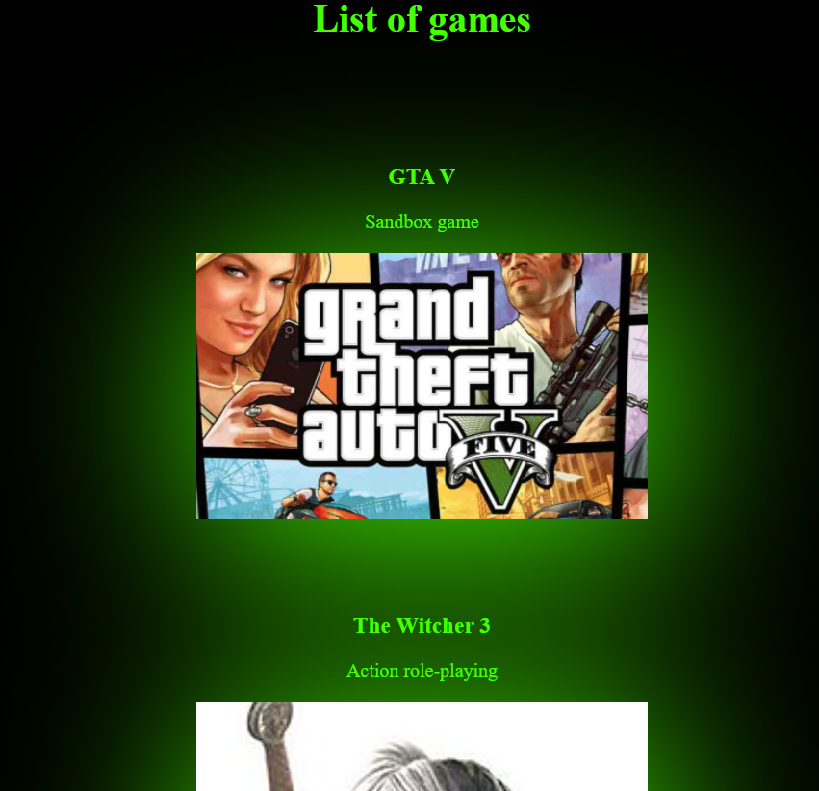 List of games
GTA V
Sandbox game
grand
theft
auto V
FIVE
The Witcher 3
Action role-playing